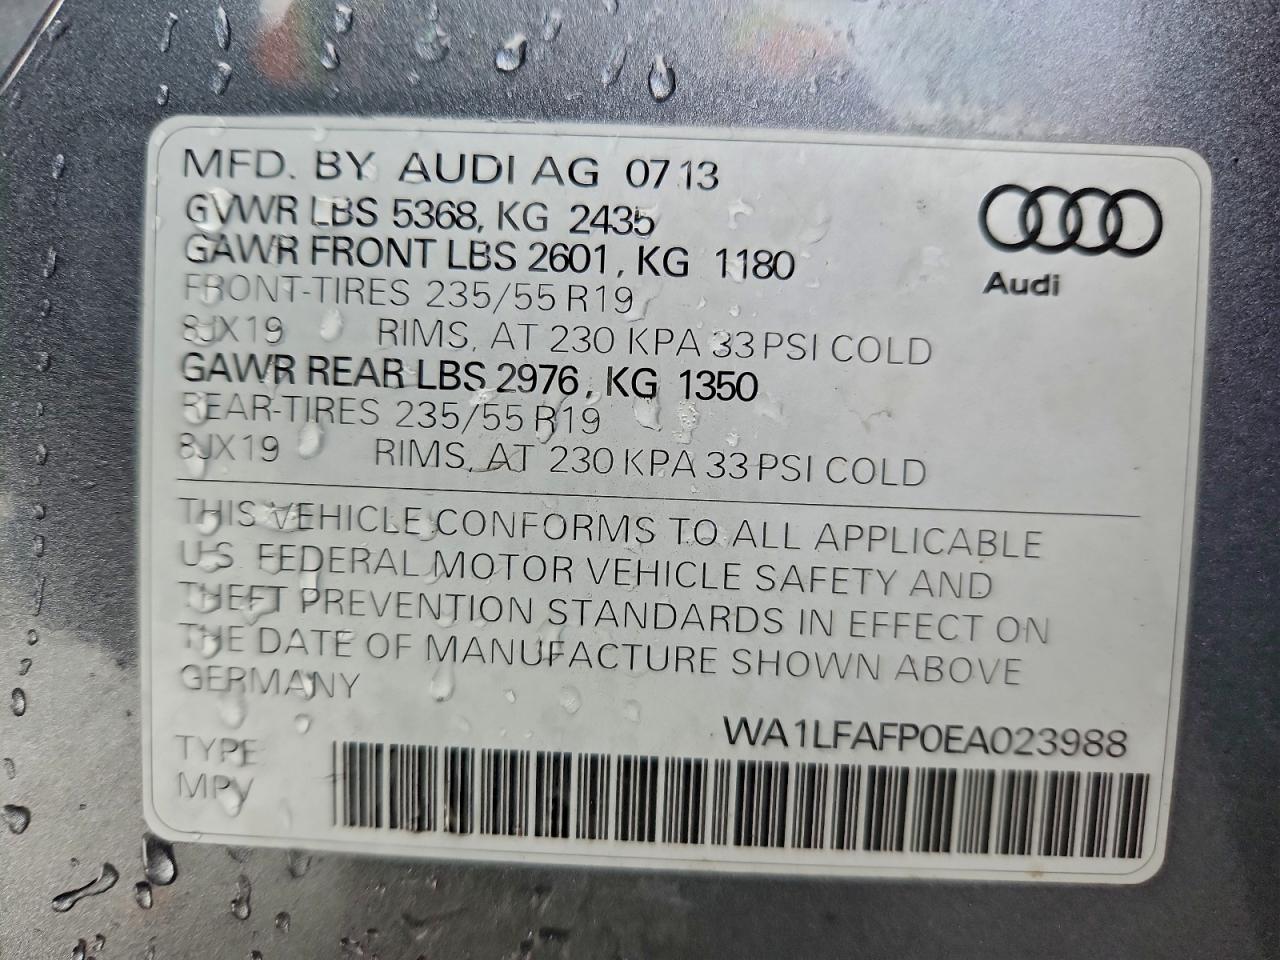 MFD. BY AUDI AG 07 13
GVWR LBS 5368, KG 2435
GAWR FRONT LBS 2601, KG 1180
FRONT-TIRES 235/55 R19
8JX19 RIMS, AT 230 KPA 33 PSI COLD
GAWR REAR LBS 2976, KG 1350
REAR-TIRES 235/55 R19
8JX19 RIMS, AT 230 KPA 33 PSI COLD
Audi
THIS VEHICLE CONFORMS TO ALL APPLICABLE
U.S. FEDERAL MOTOR VEHICLE SAFETY AND
THEFT PREVENTION STANDARDS IN EFFECT ON
THE DATE OF MANUFACTURE SHOWN ABOVE
GERMANY
WA1LFAFP0EA023988
TYPE
MPV